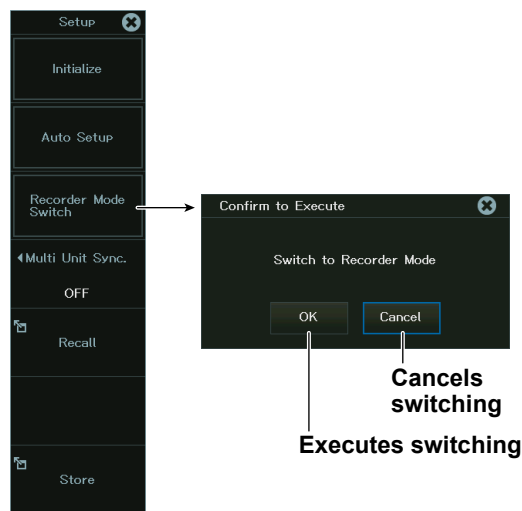 Setup
Initialize
Auto Setup
Recorder Mode
Switch
Multi Unit Sync.
OFF
Recall
Store
Confirm to Execute
Switch to Recorder Mode
OK
Cancel
Cancels
switching
Executes switching